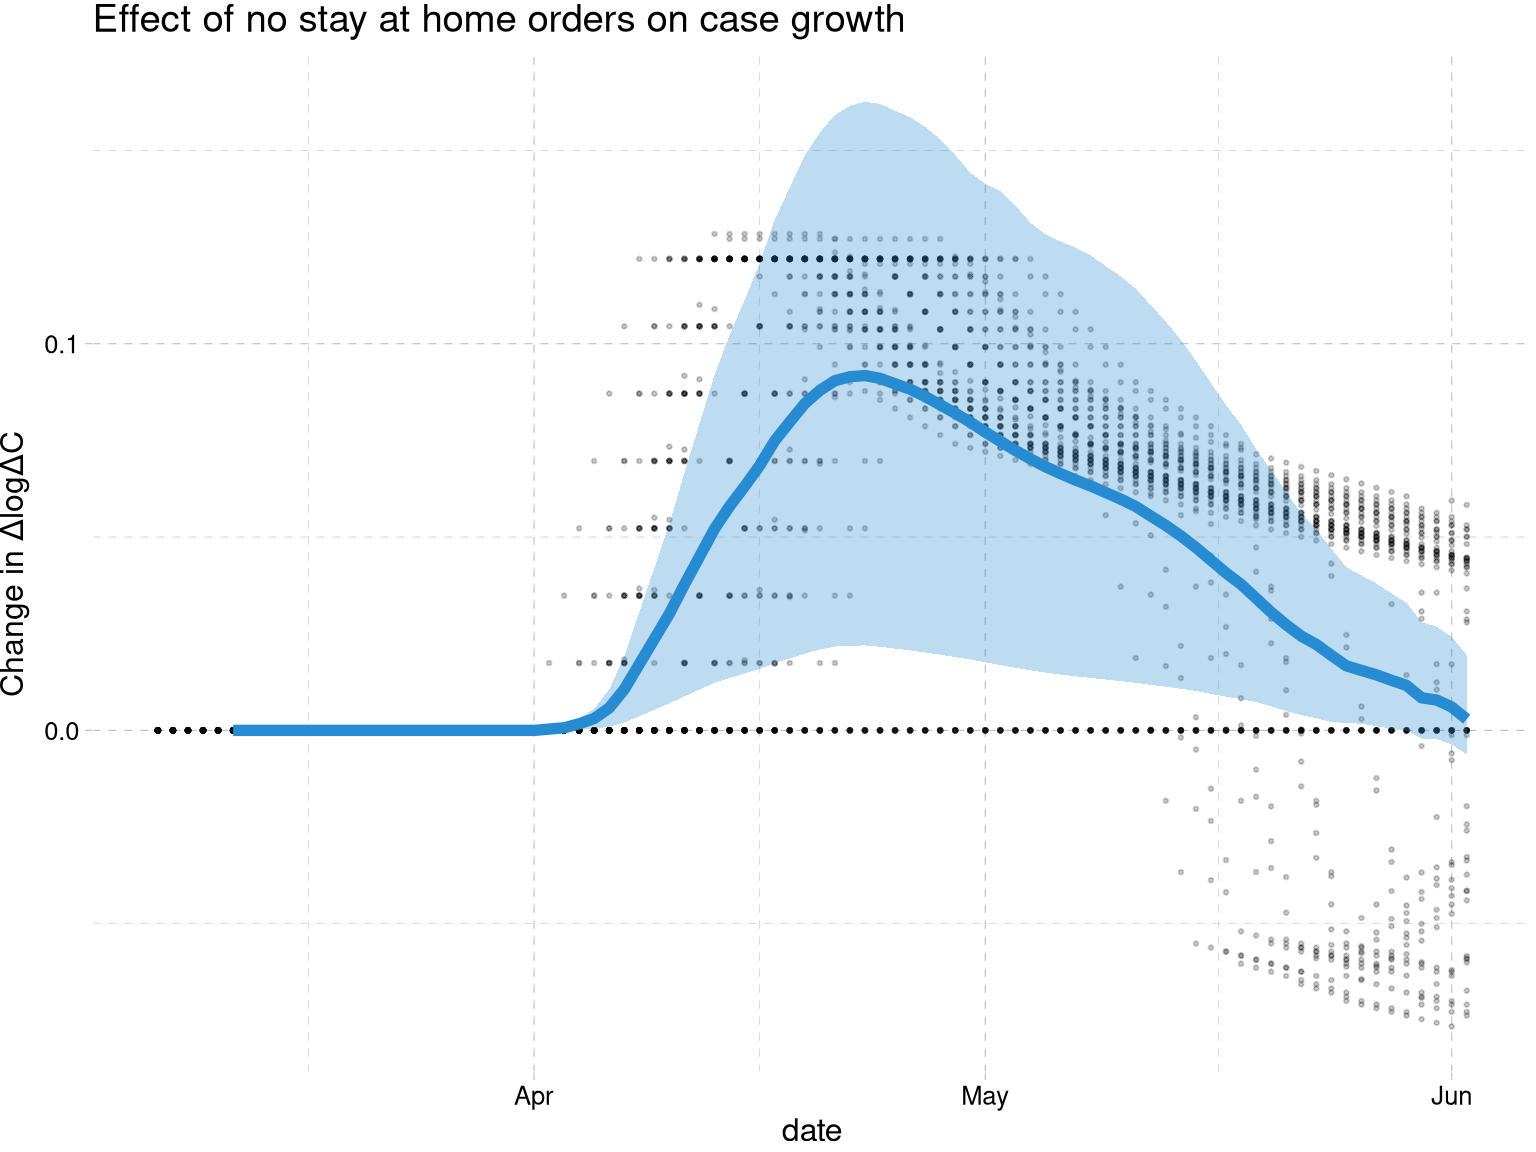 Effect of no stay at home orders on case growth
Change in ΔlogΔC
0.1
0.0
Apr
May
Jun
date